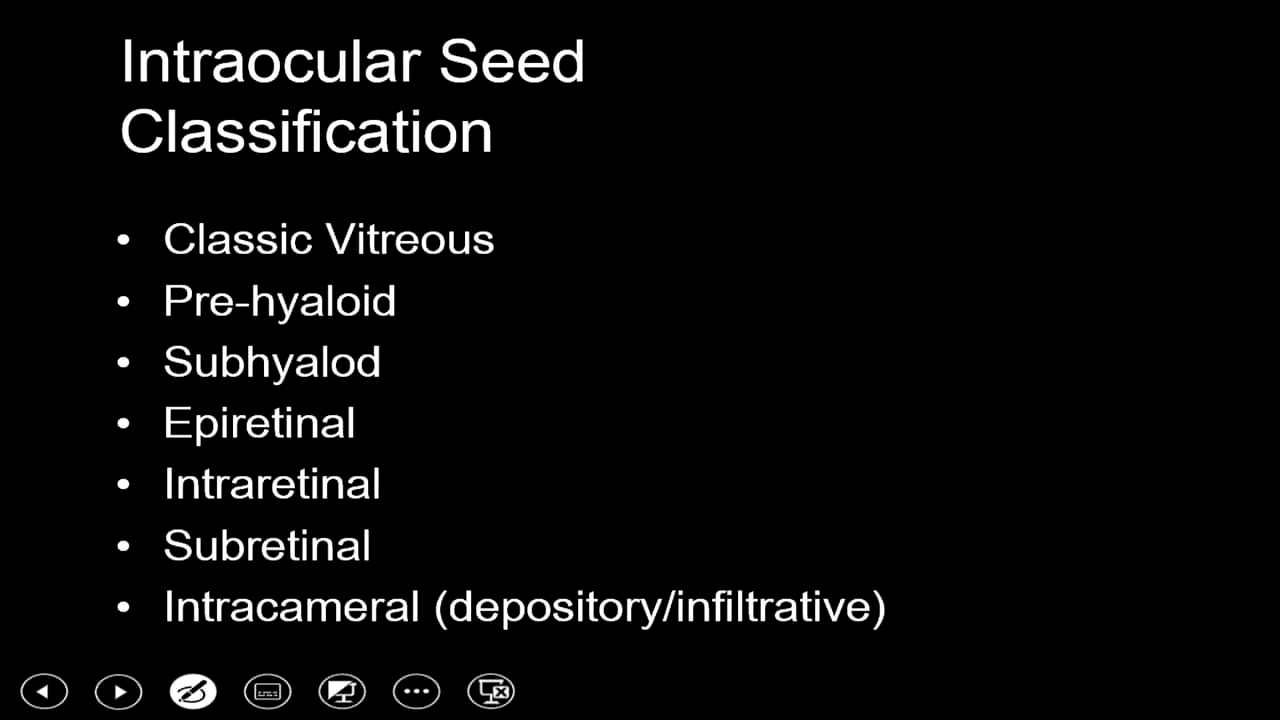 Intraocular Seed
Classification
• Classic Vitreous
• Pre-hyaloid
• Subhyalod
• Epiretinal
• Intraretinal
• Subretinal
• Intracameral (depository/infiltrative)